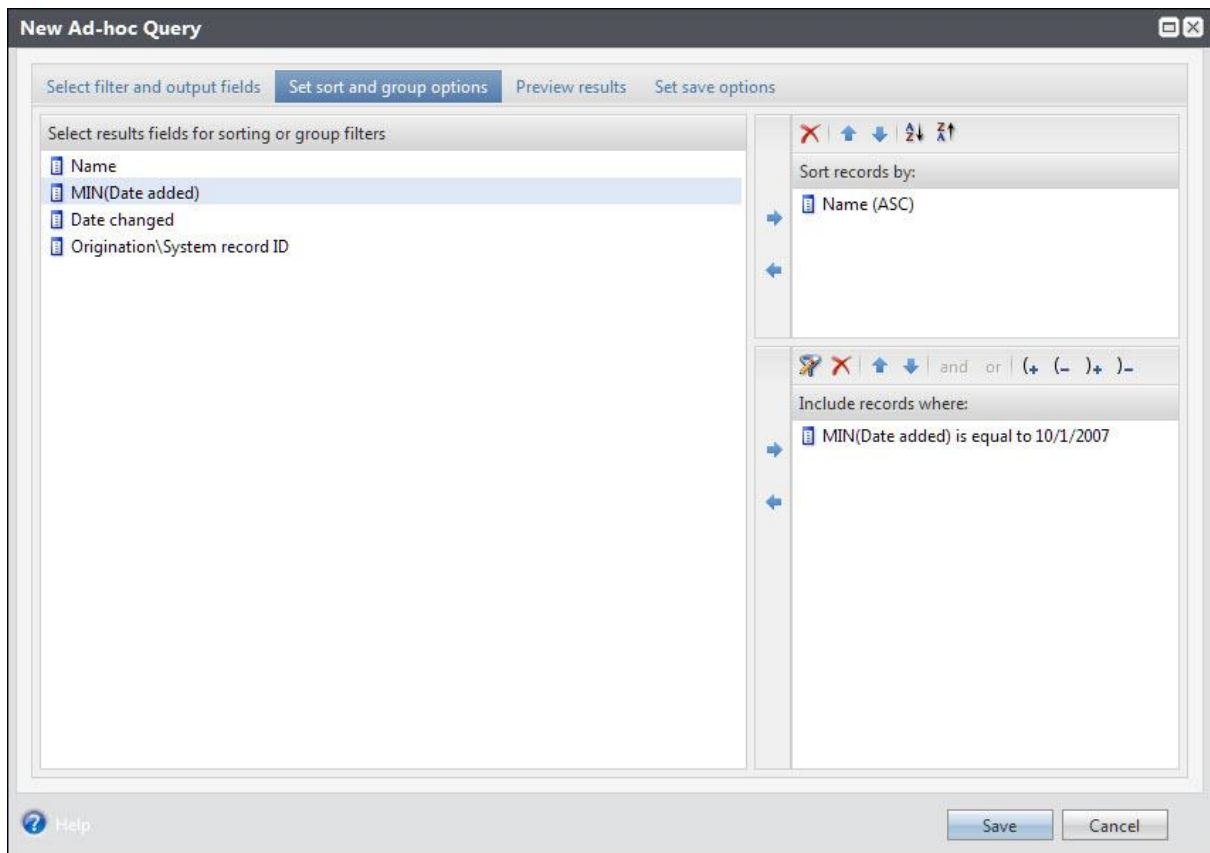 New Ad-hoc Query
Select filter and output fields
Set sort and group options
Preview results
Set save options
Select results fields for sorting or group filters
Name
MIN(Date added)
Date changed
Origination\System record ID
Sort records by:
Name (ASC)
and or (+ (- )+ )-
Include records where:
MIN(Date added) is equal to 10/1/2007
Help
Save
Cancel